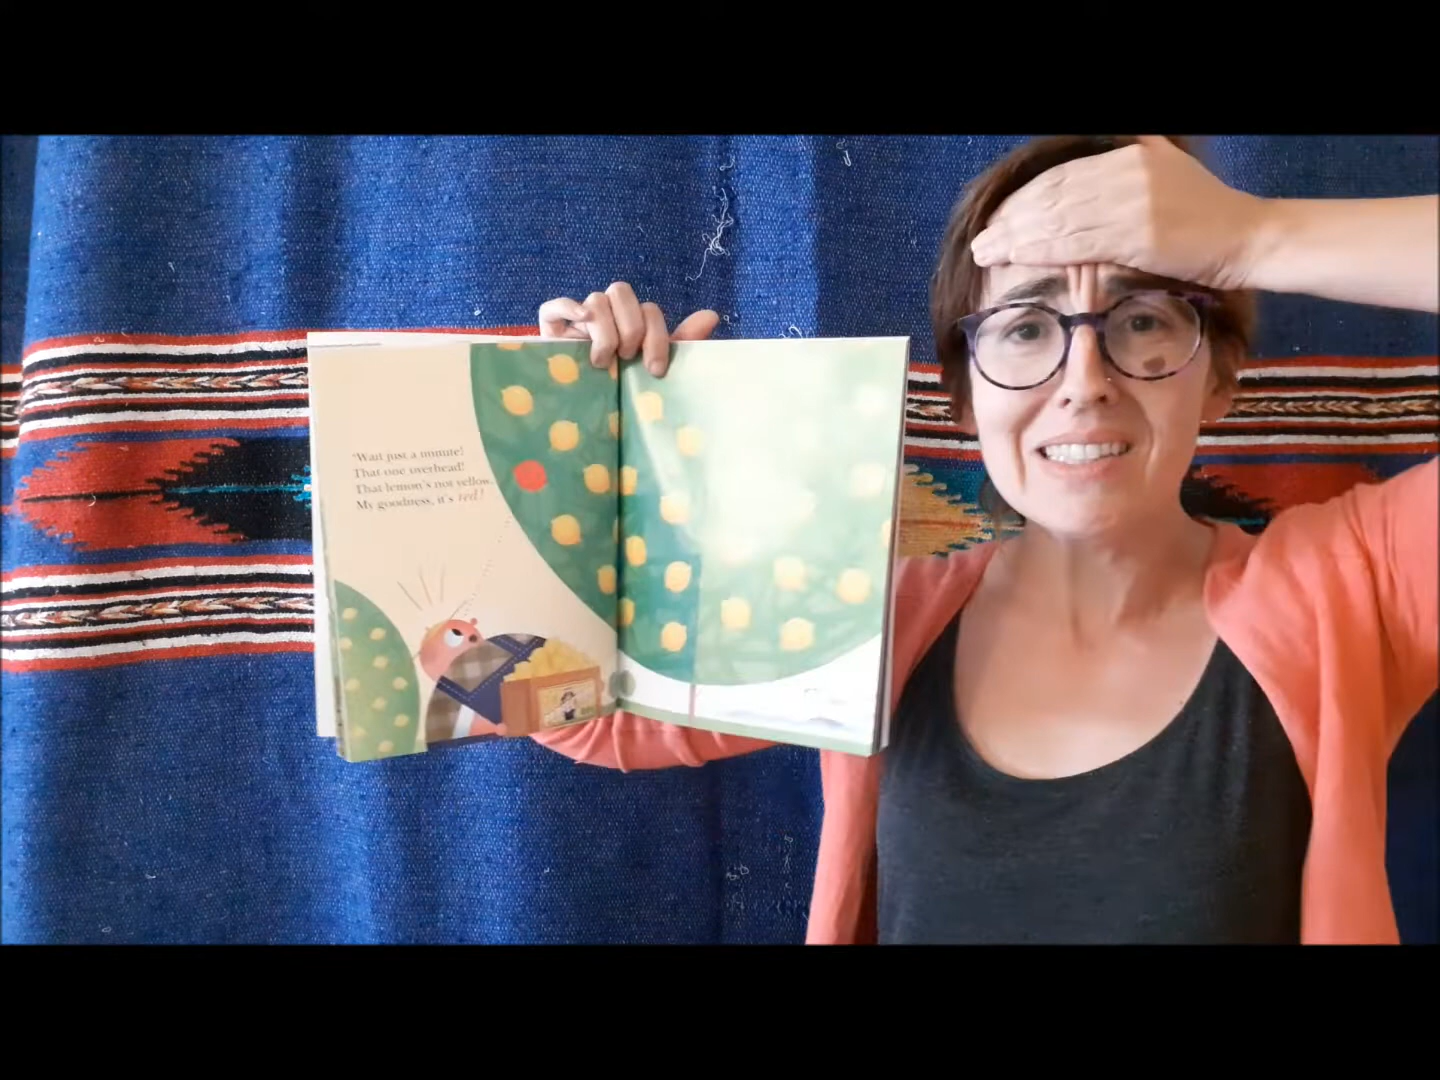 "Wait just a minute!
That one overhead!
That lemon's not yellow.
My goodness, it's red!